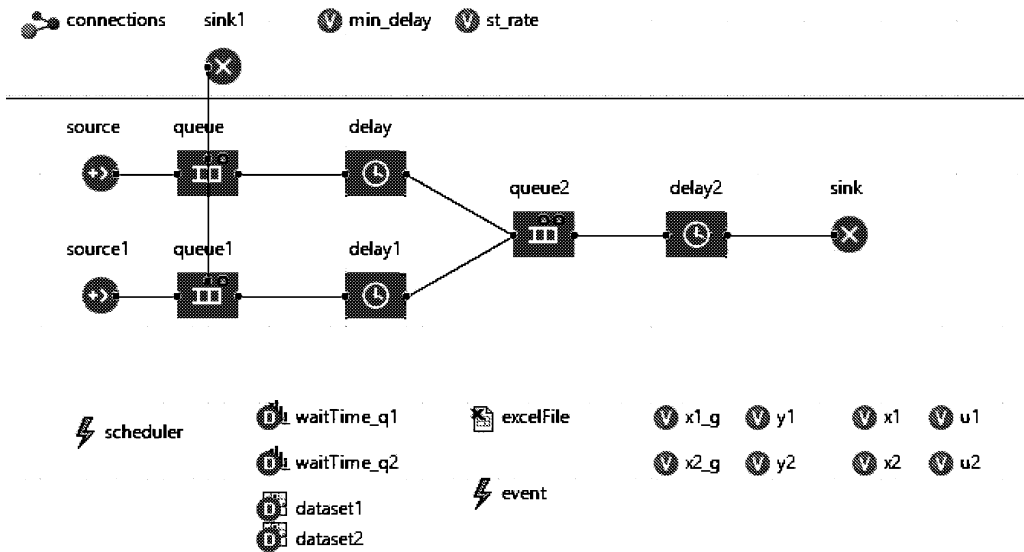 connections sink1 min_delay st_rate
source queue delay
queue2 delay2 sink
source1 queue1 delay1
waitTime_q1 excelFile x1_g y1 x1 u1
scheduler
waitTime_q2 x2_g y2 x2 u2
event
dataset1
dataset2